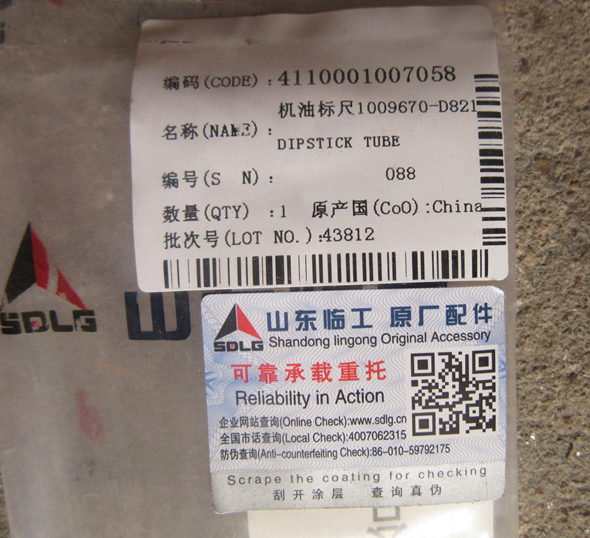 编码(CODE) : 4110001007058
机油标尺1009670-D821
名称(NAME) :
DIPSTICK TUBE
编号(S N) : 088
数量(QTY) :1 原产国(CoO):China
批次号(LOT NO.):43812
SDLG
山
SDLG
山东临工 原厂配件
Shandong lingong Original Accessory
可靠承载重托
Reliability in Action
企业网站查询(Online Check):www.sdlg.cn
全国市话查询(Local Check):4007062315
防伪查询(Anti-counterfeiting Check):86-010-59792175
Scrape the coating for checking
刮开涂层 查询真伪